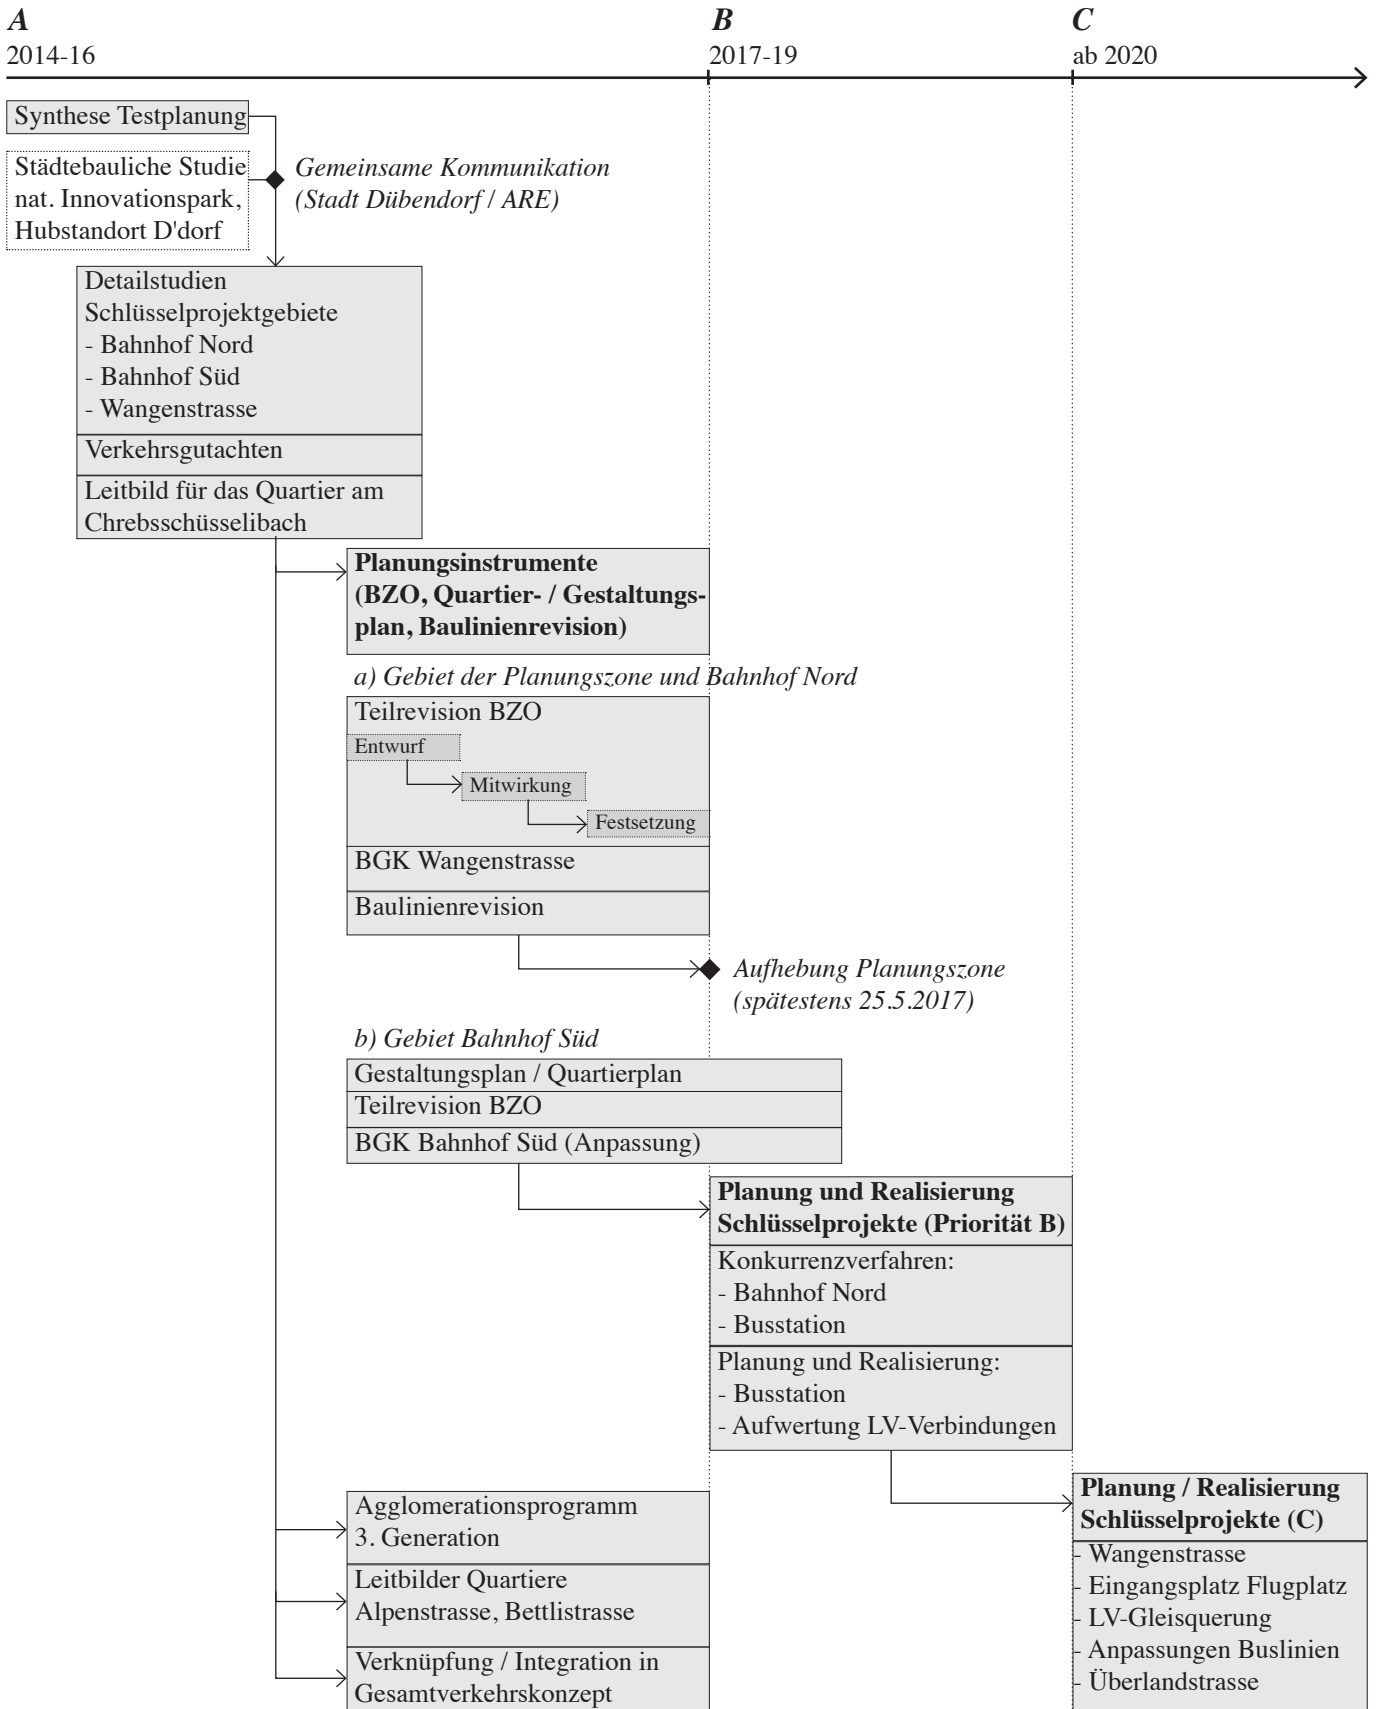 A
2014-16
B
2017-19
C
ab 2020
Synthese Testplanung
Städtebauliche Studie
nat. Innovationspark,
Hubstandort D'dorf
Gemeinsame Kommunikation
(Stadt Dübendorf / ARE)
Detailstudien
Schlüsselprojektgebiete
- Bahnhof Nord
- Bahnhof Süd
- Wangenstrasse
Verkehrsgutachten
Leitbild für das Quartier am
Chrebsschüsselibach
Planungsinstrumente
(BZO, Quartier- / Gestaltungs-
plan, Baulinienrevision)
a) Gebiet der Planungszone und Bahnhof Nord
Teilrevision BZO
Entwurf
Mitwirkung
Festsetzung
BGK Wangenstrasse
Baulinienrevision
Aufhebung Planungszone
(spätestens 25.5.2017)
b) Gebiet Bahnhof Süd
Gestaltungsplan / Quartierplan
Teilrevision BZO
BGK Bahnhof Süd (Anpassung)
Planung und Realisierung
Schlüsselprojekte (Priorität B)
Konkurrenzverfahren:
- Bahnhof Nord
- Busstation
Planung und Realisierung:
- Busstation
- Aufwertung LV-Verbindungen
Agglomerationsprogramm
3. Generation
Leitbilder Quartiere
Alpenstrasse, Bettlistrasse
Verknüpfung / Integration in
Gesamtverkehrskonzept
Planung / Realisierung
Schlüsselprojekte (C)
- Wangenstrasse
- Eingangsplatz Flugplatz
- LV-Gleisquerung
- Anpassungen Buslinien
- Überlandstrasse